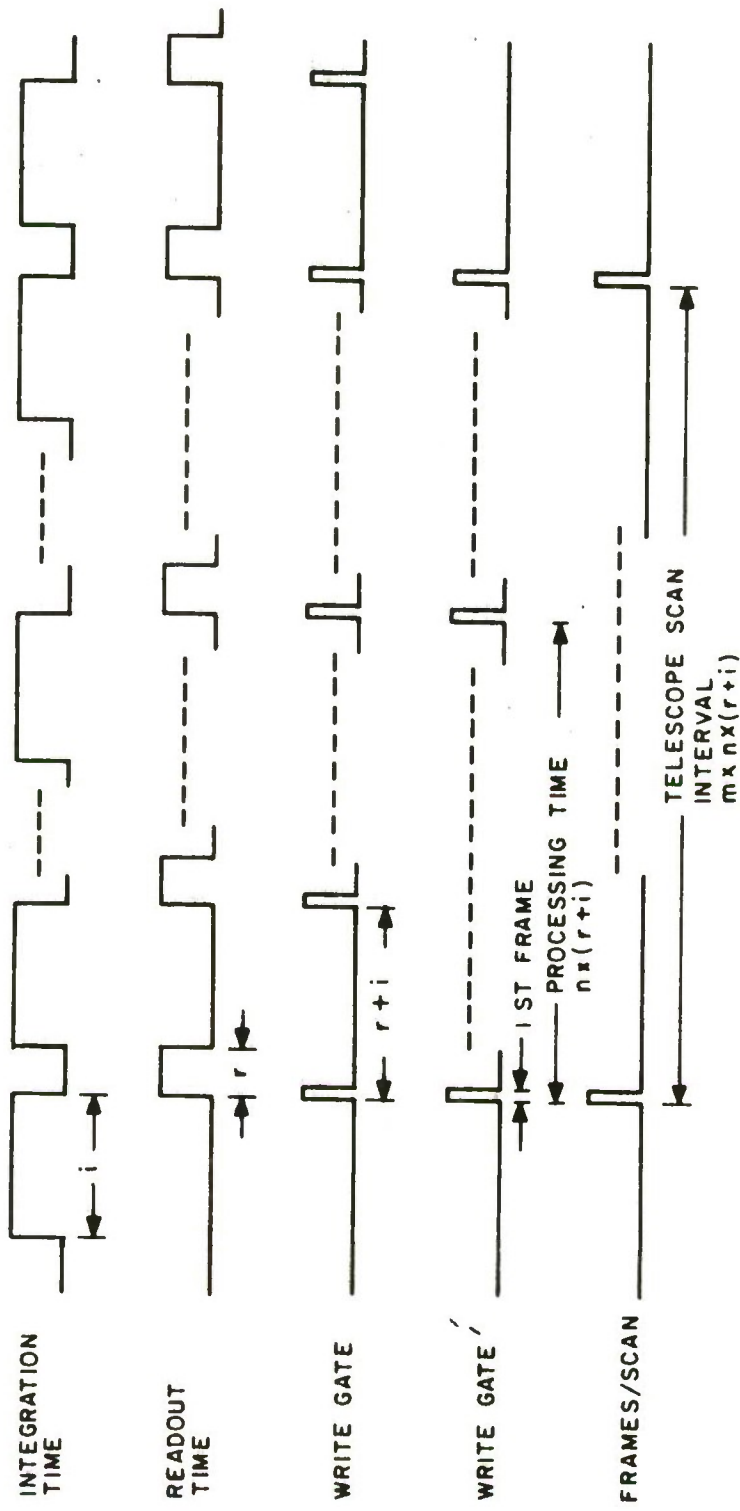 INTEGRATION
TIME
i
READOUT
TIME
r
WRITE GATE
r+i
WRITE GATE'
1 ST FRAME
PROCESSING TIME
n x (r+i)
FRAMES/SCAN
TELESCOPE SCAN
INTERVAL
m x n x (r+i)